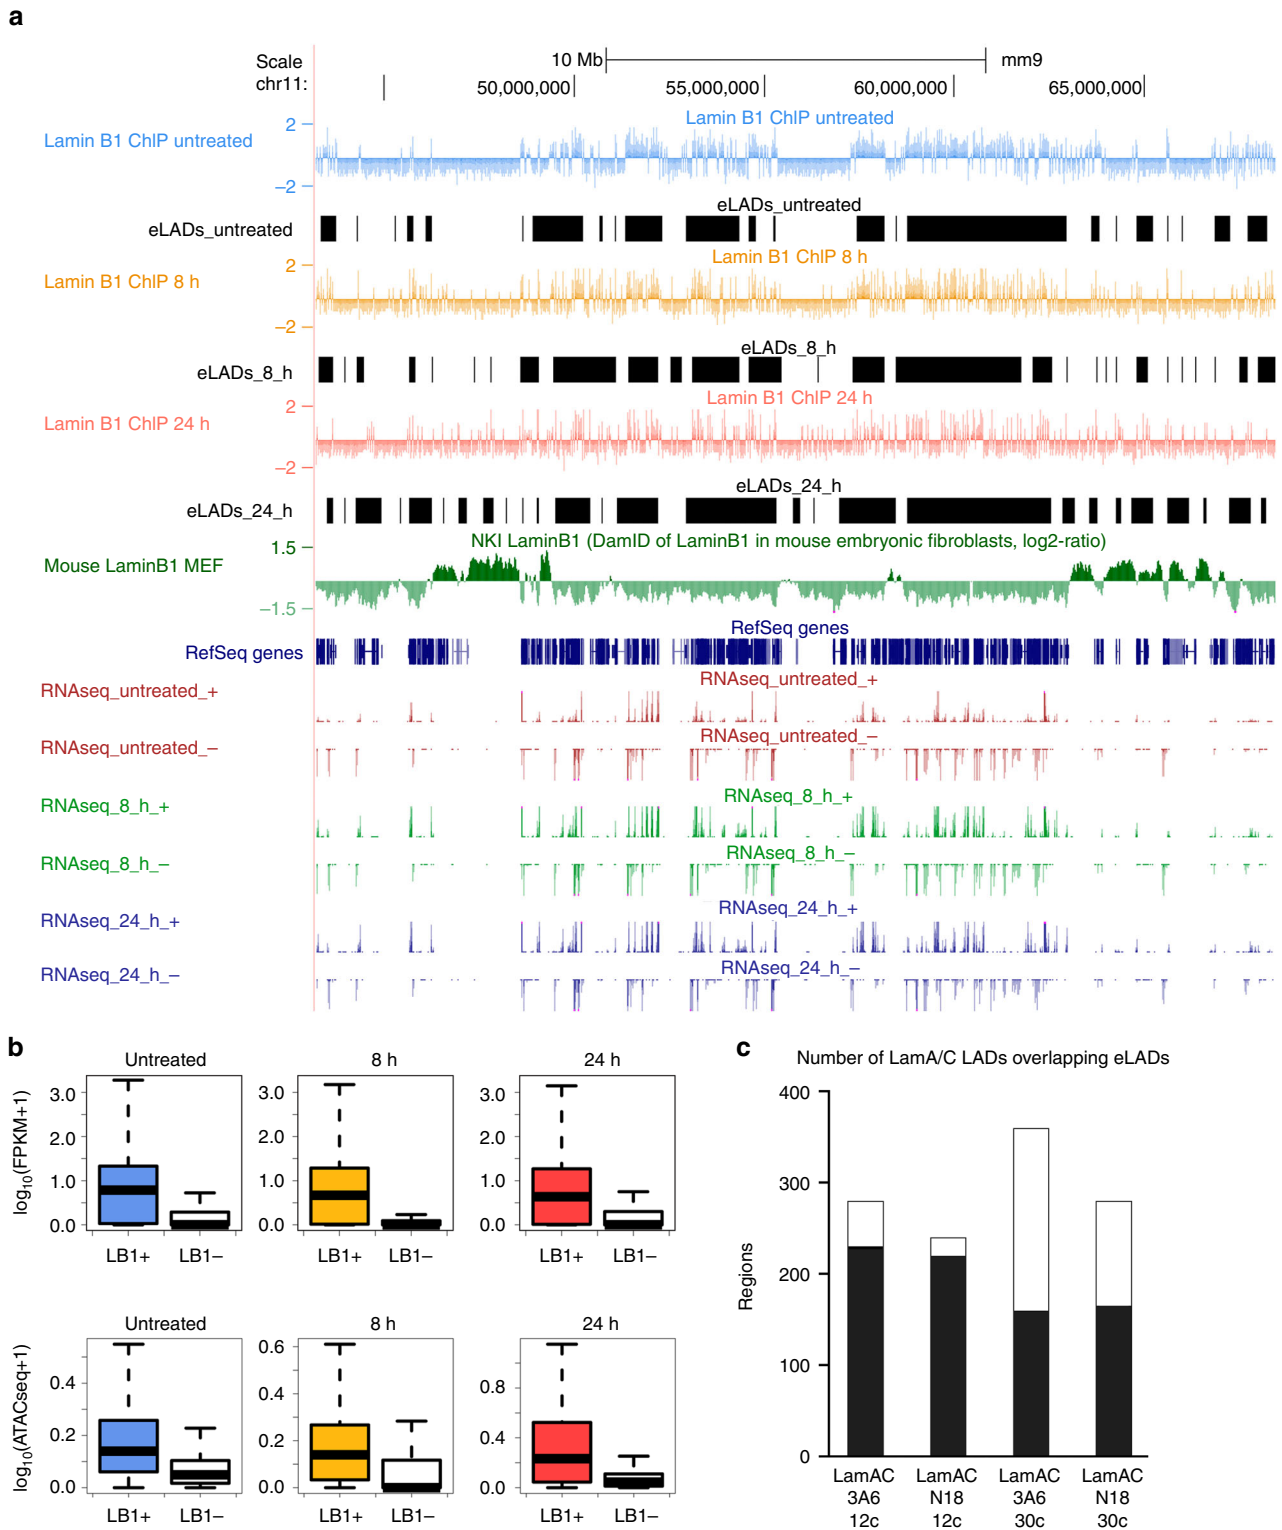 a
Scale
10 Mb
mm9
chr11:
50,000,000
55,000,000
60,000,000
65,000,000
Lamin B1 ChIP untreated
2
Lamin B1 ChIP untreated
−2
eLADs_untreated
eLADs_untreated
Lamin B1 ChIP 8 h
2
Lamin B1 ChIP 8 h
−2
eLADs_8_h
eLADs_8_h
Lamin B1 ChIP 24 h
2
Lamin B1 ChIP 24 h
−2
eLADs_24_h
eLADs_24_h
NKI LaminB1 (DamID of LaminB1 in mouse embryonic fibroblasts, log2-ratio)
1.5
Mouse LaminB1 MEF
−1.5
RefSeq genes
RefSeq genes
RNAseq_untreated_+
RNAseq_untreated_+
RNAseq_untreated_−
RNAseq_untreated_−
RNAseq_8_h_+
RNAseq_8_h_+
RNAseq_8_h_−
RNAseq_8_h_−
RNAseq_24_h_+
RNAseq_24_h_+
RNAseq_24_h_−
RNAseq_24_h_−
b
Untreated
8 h
24 h
log10(FPKM+1)
3.0
2.0
1.0
0.0
LB1+
LB1−
3.0
2.0
1.0
0.0
LB1+
LB1−
3.0
2.0
1.0
0.0
LB1+
LB1−
Untreated
8 h
24 h
log10(ATACseq+1)
0.4
0.2
0.0
LB1+
LB1−
0.6
0.4
0.2
0.0
LB1+
LB1−
0.8
0.4
0.0
LB1+
LB1−
c
Number of LamA/C LADs overlapping eLADs
Regions
400
300
200
100
0
LamAC
3A6
12c
LamAC
N18
12c
LamAC
3A6
30c
LamAC
N18
30c